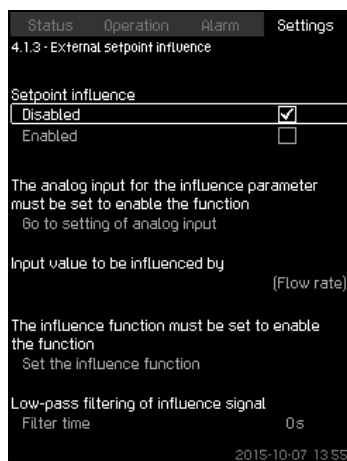 Status Operation Alarm Settings
4.1.3 - External setpoint influence
Setpoint influence
Disabled
Enabled
The analog input for the influence parameter
must be set to enable the function
Go to setting of analog input
Input value to be influenced by
(Flow rate)
The influence function must be set to enable
the function
Set the influence function
Low-pass filtering of influence signal
Filter time 0s
2015-10-07 13:55